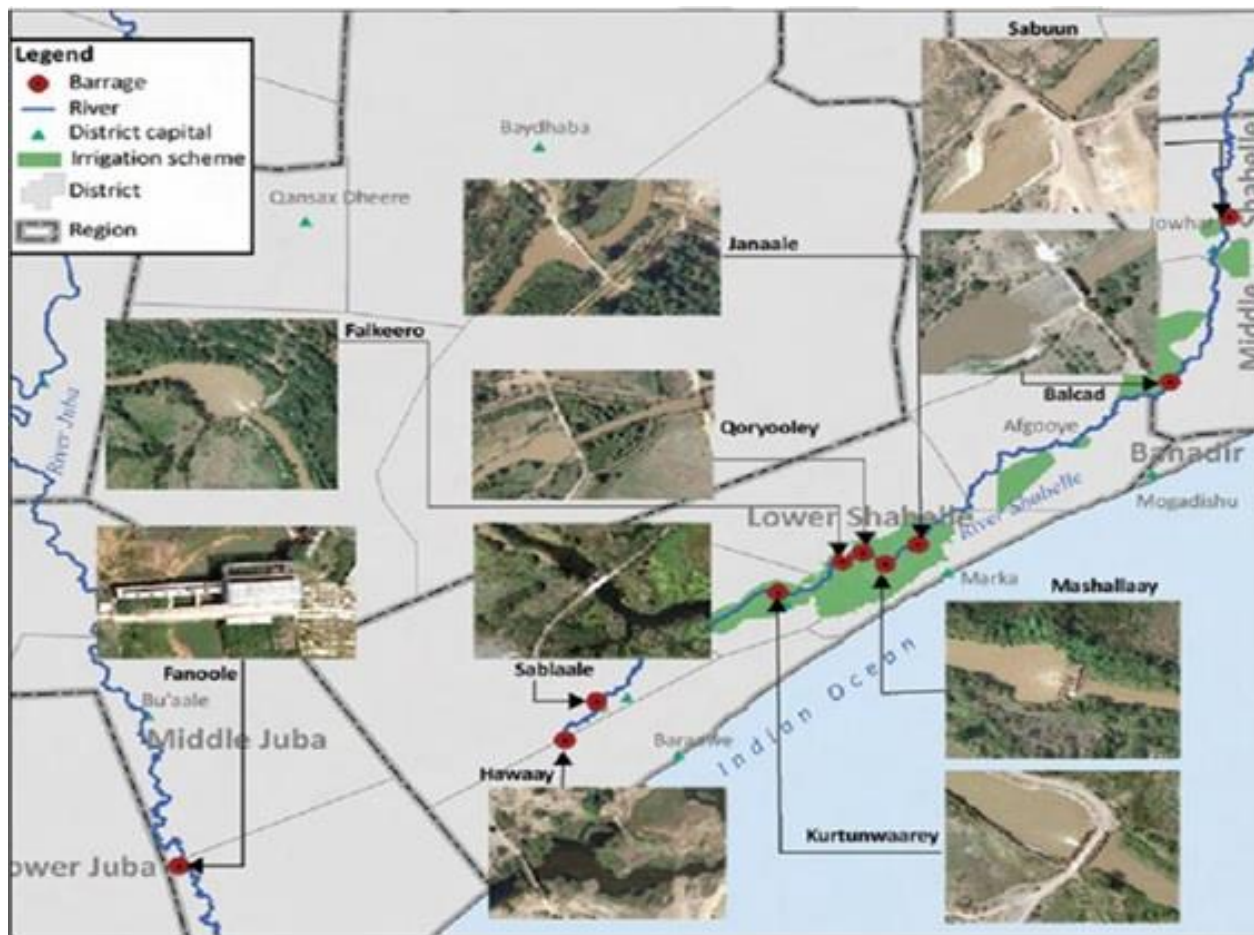 Legend
Barrage
River
District capital
Irrigation scheme
District
Region
Sabuun
Baydhaba
Qansax Dheere
Janaale
Jowhar
Middle Shabelle
Falkeero
River Juba
Balcad
Qoryooley
Afgooye
Banadir
Mogadishu
Lower Shabelle
River Shabelle
Marka
Mashallaay
Fanoole
Sablaale
Bu'aale
Middle Juba
Indian Ocean
Baraawe
Hawaay
Kurtunwaarey
ower Juba